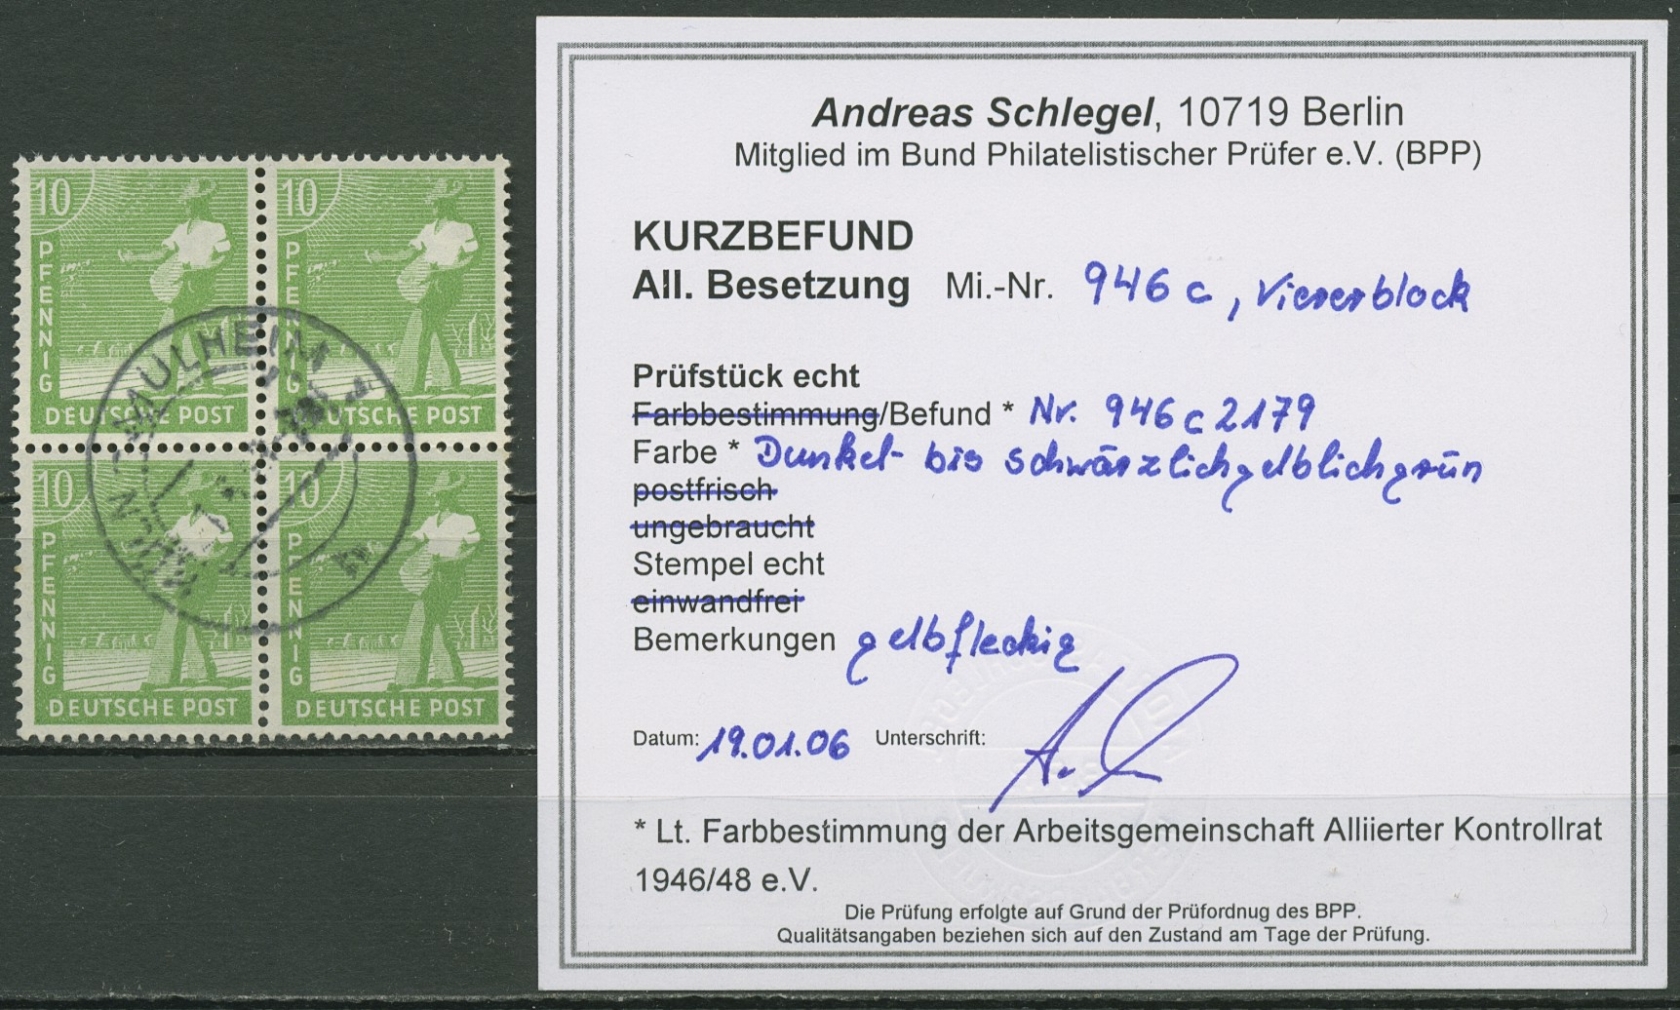 10 10
PFENNIG PFENNIG
DEUTSCHE POST DEUTSCHE POST
MÜLHEIM
10 10
PFENNIG PFENNIG
DEUTSCHE POST DEUTSCHE POST
Andreas Schlegel, 10719 Berlin
Mitglied im Bund Philatelistischer Prüfer e.V. (BPP)
KURZBEFUND
All. Besetzung Mi.-Nr. 946 c, Viererblock
Prüfstück echt
Farbbestimmung/Befund * Nr. 946 c 2179
Farbe * Dunkel- bis schwärzlichgelblichgrün
postfrisch
ungebraucht
Stempel echt
einwandfrei
Bemerkungen gelbfleckig
Datum: 19.01.06 Unterschrift:
* Lt. Farbbestimmung der Arbeitsgemeinschaft Alliierter Kontrollrat
1946/48 e.V.
Die Prüfung erfolgte auf Grund der Prüfordnug des BPP.
Qualitätsangaben beziehen sich auf den Zustand am Tage der Prüfung.